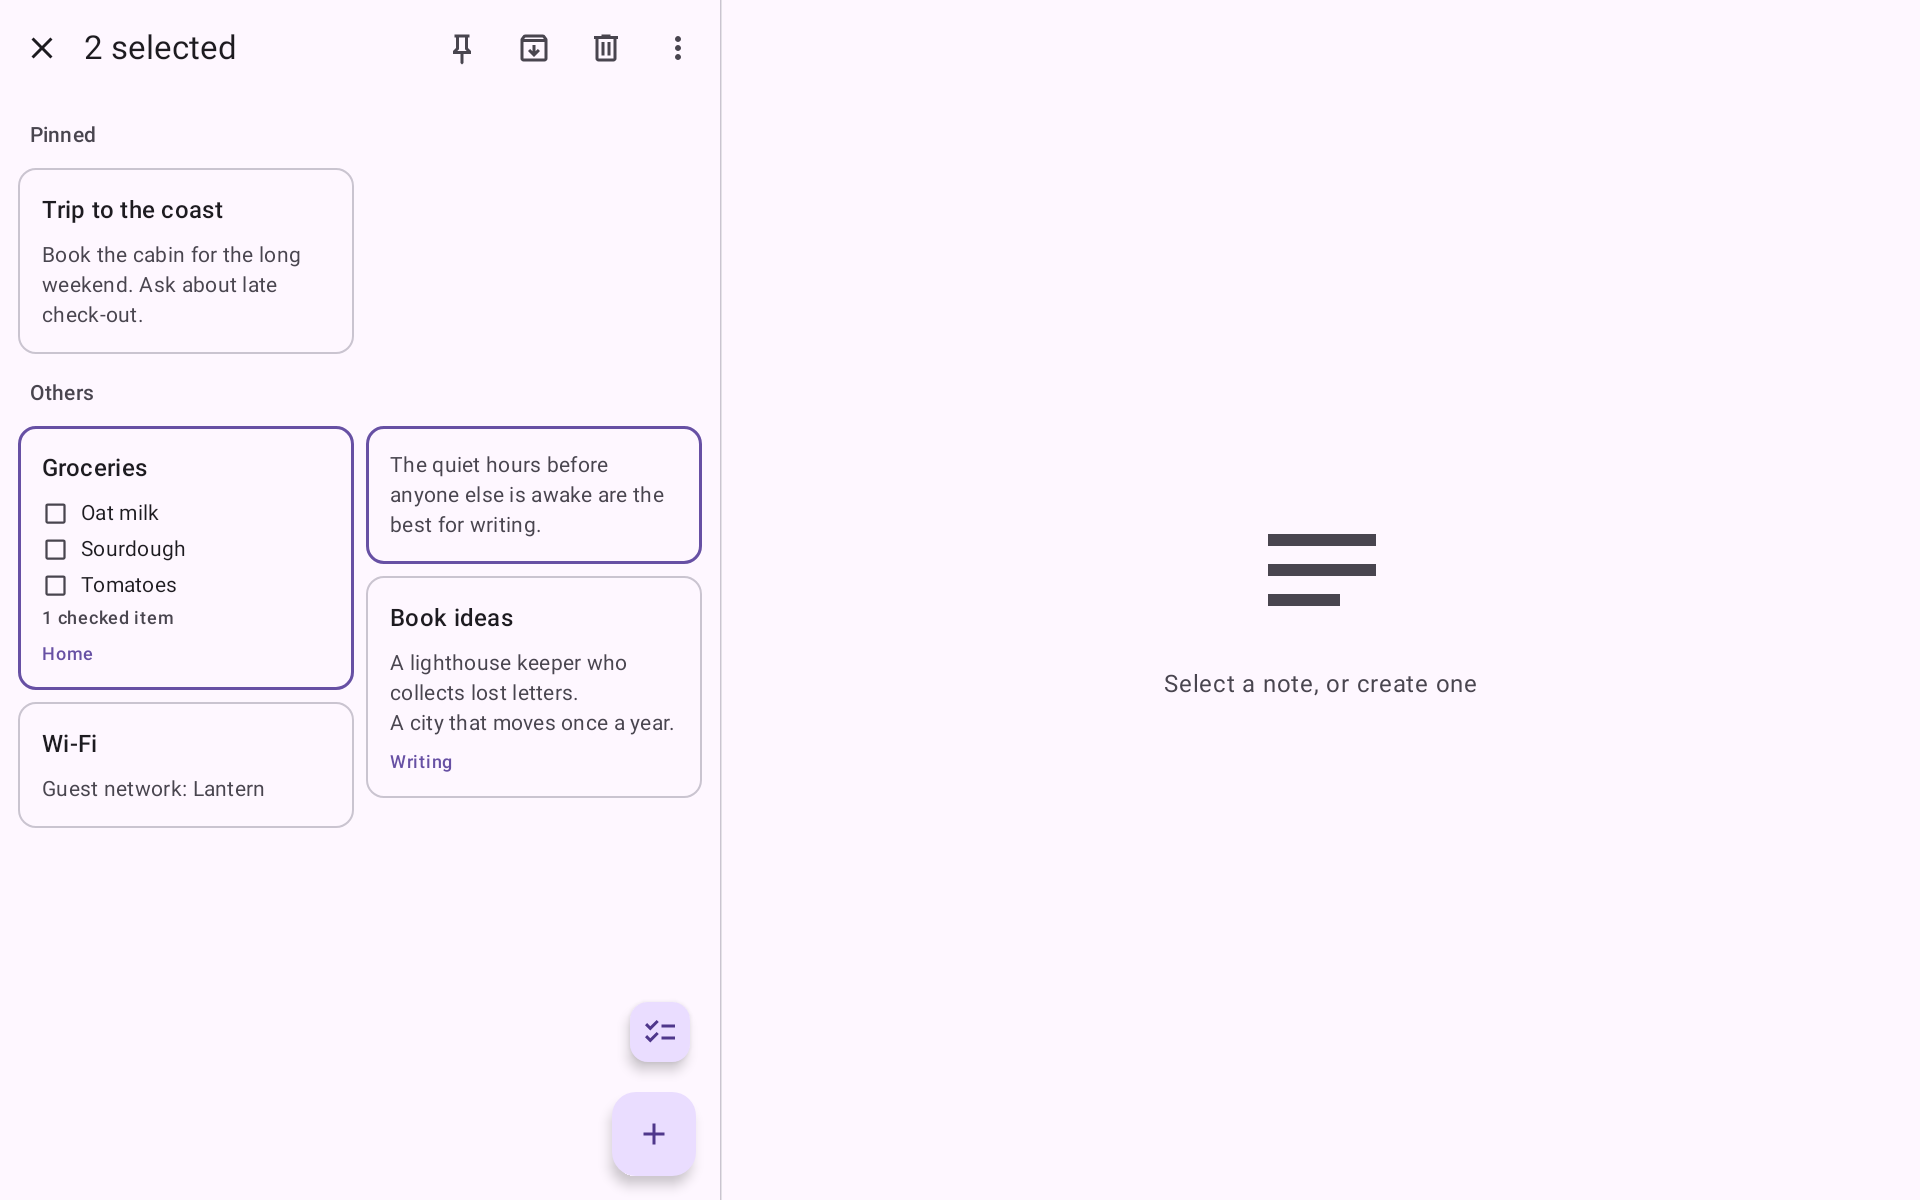 2 selected
Pinned
Trip to the coast
Book the cabin for the long
weekend. Ask about late
check-out.
Others
Groceries
Oat milk
Sourdough
Tomatoes
1 checked item
Home
The quiet hours before
anyone else is awake are the
best for writing.
Book ideas
A lighthouse keeper who
collects lost letters.
A city that moves once a year.
Writing
Wi-Fi
Guest network: Lantern
Select a note, or create one